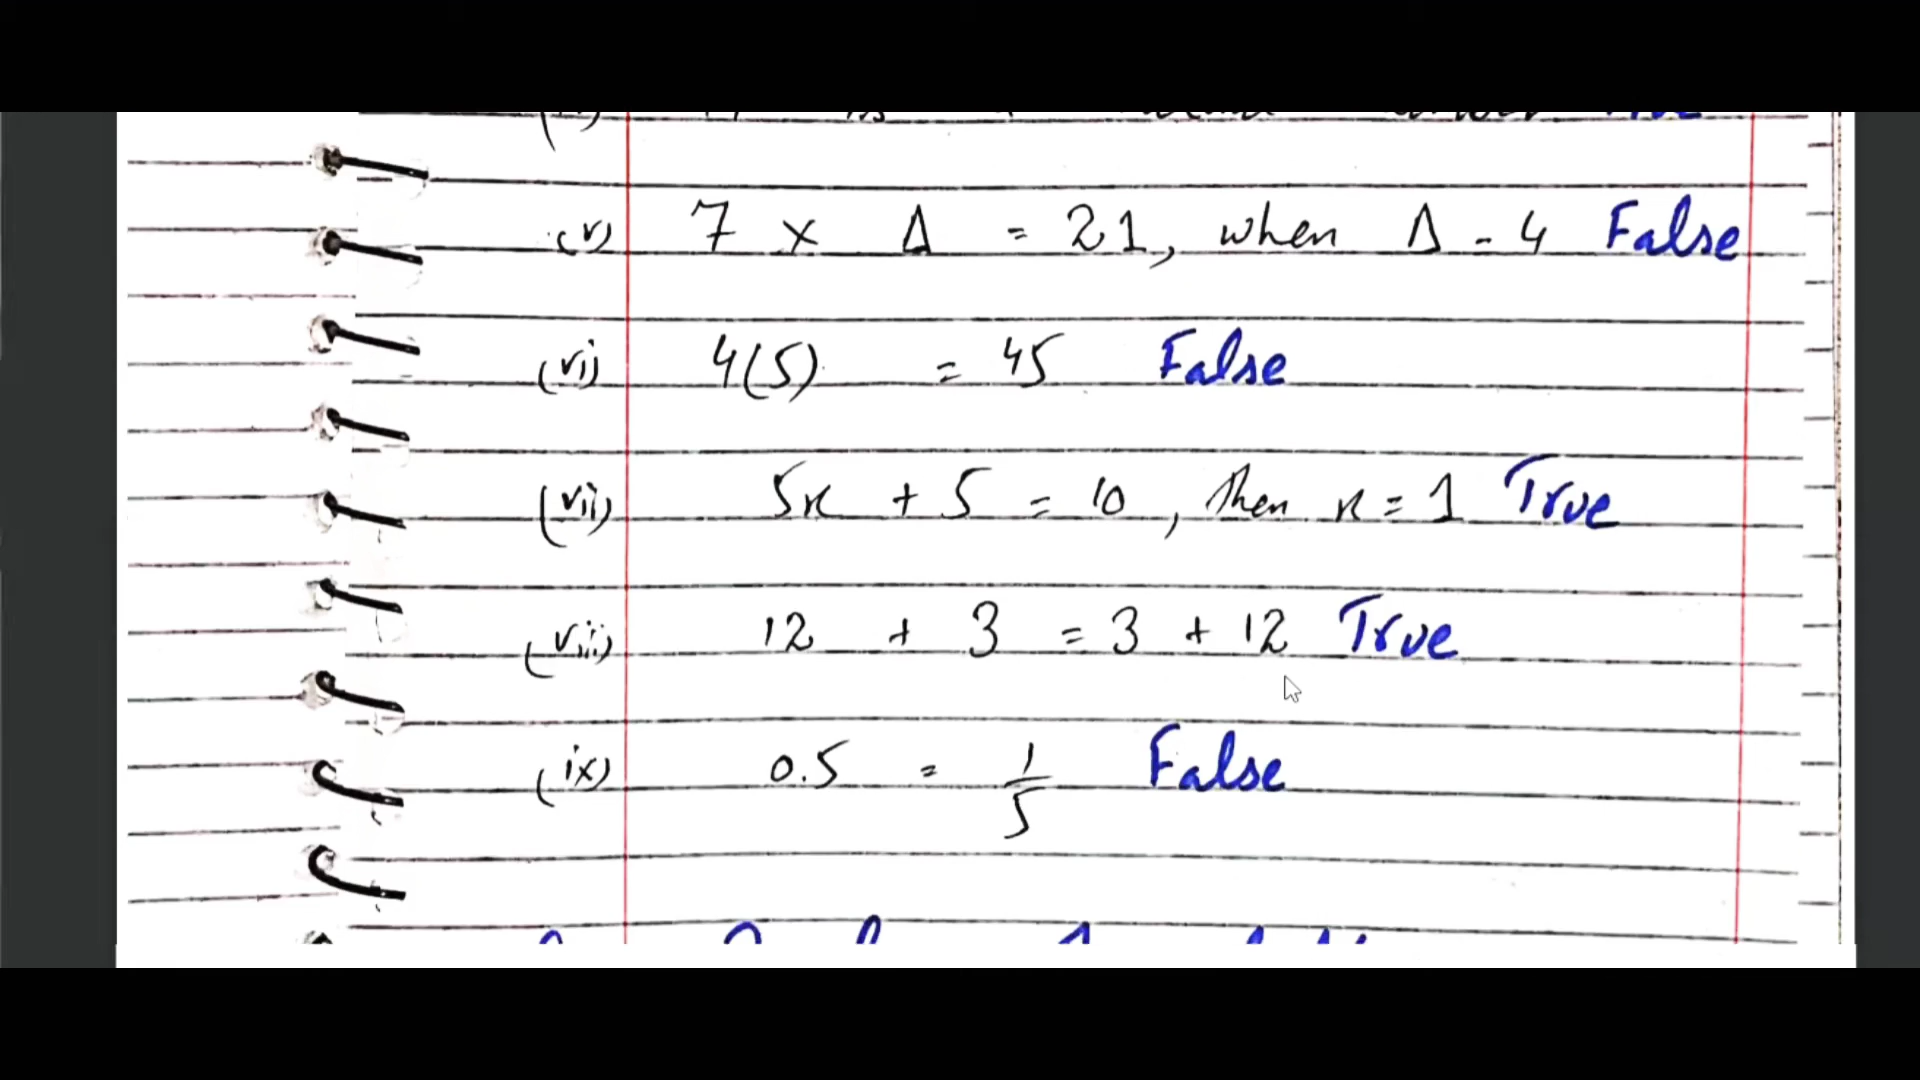 (v) 7 x Δ = 21, when Δ - 4 False
(vi) 4(5) = 45 False
(vii) 5x + 5 = 10, then x = 1 True
(viii) 12 + 3 = 3 + 12 True
(ix) 0.5 = 1/5 False